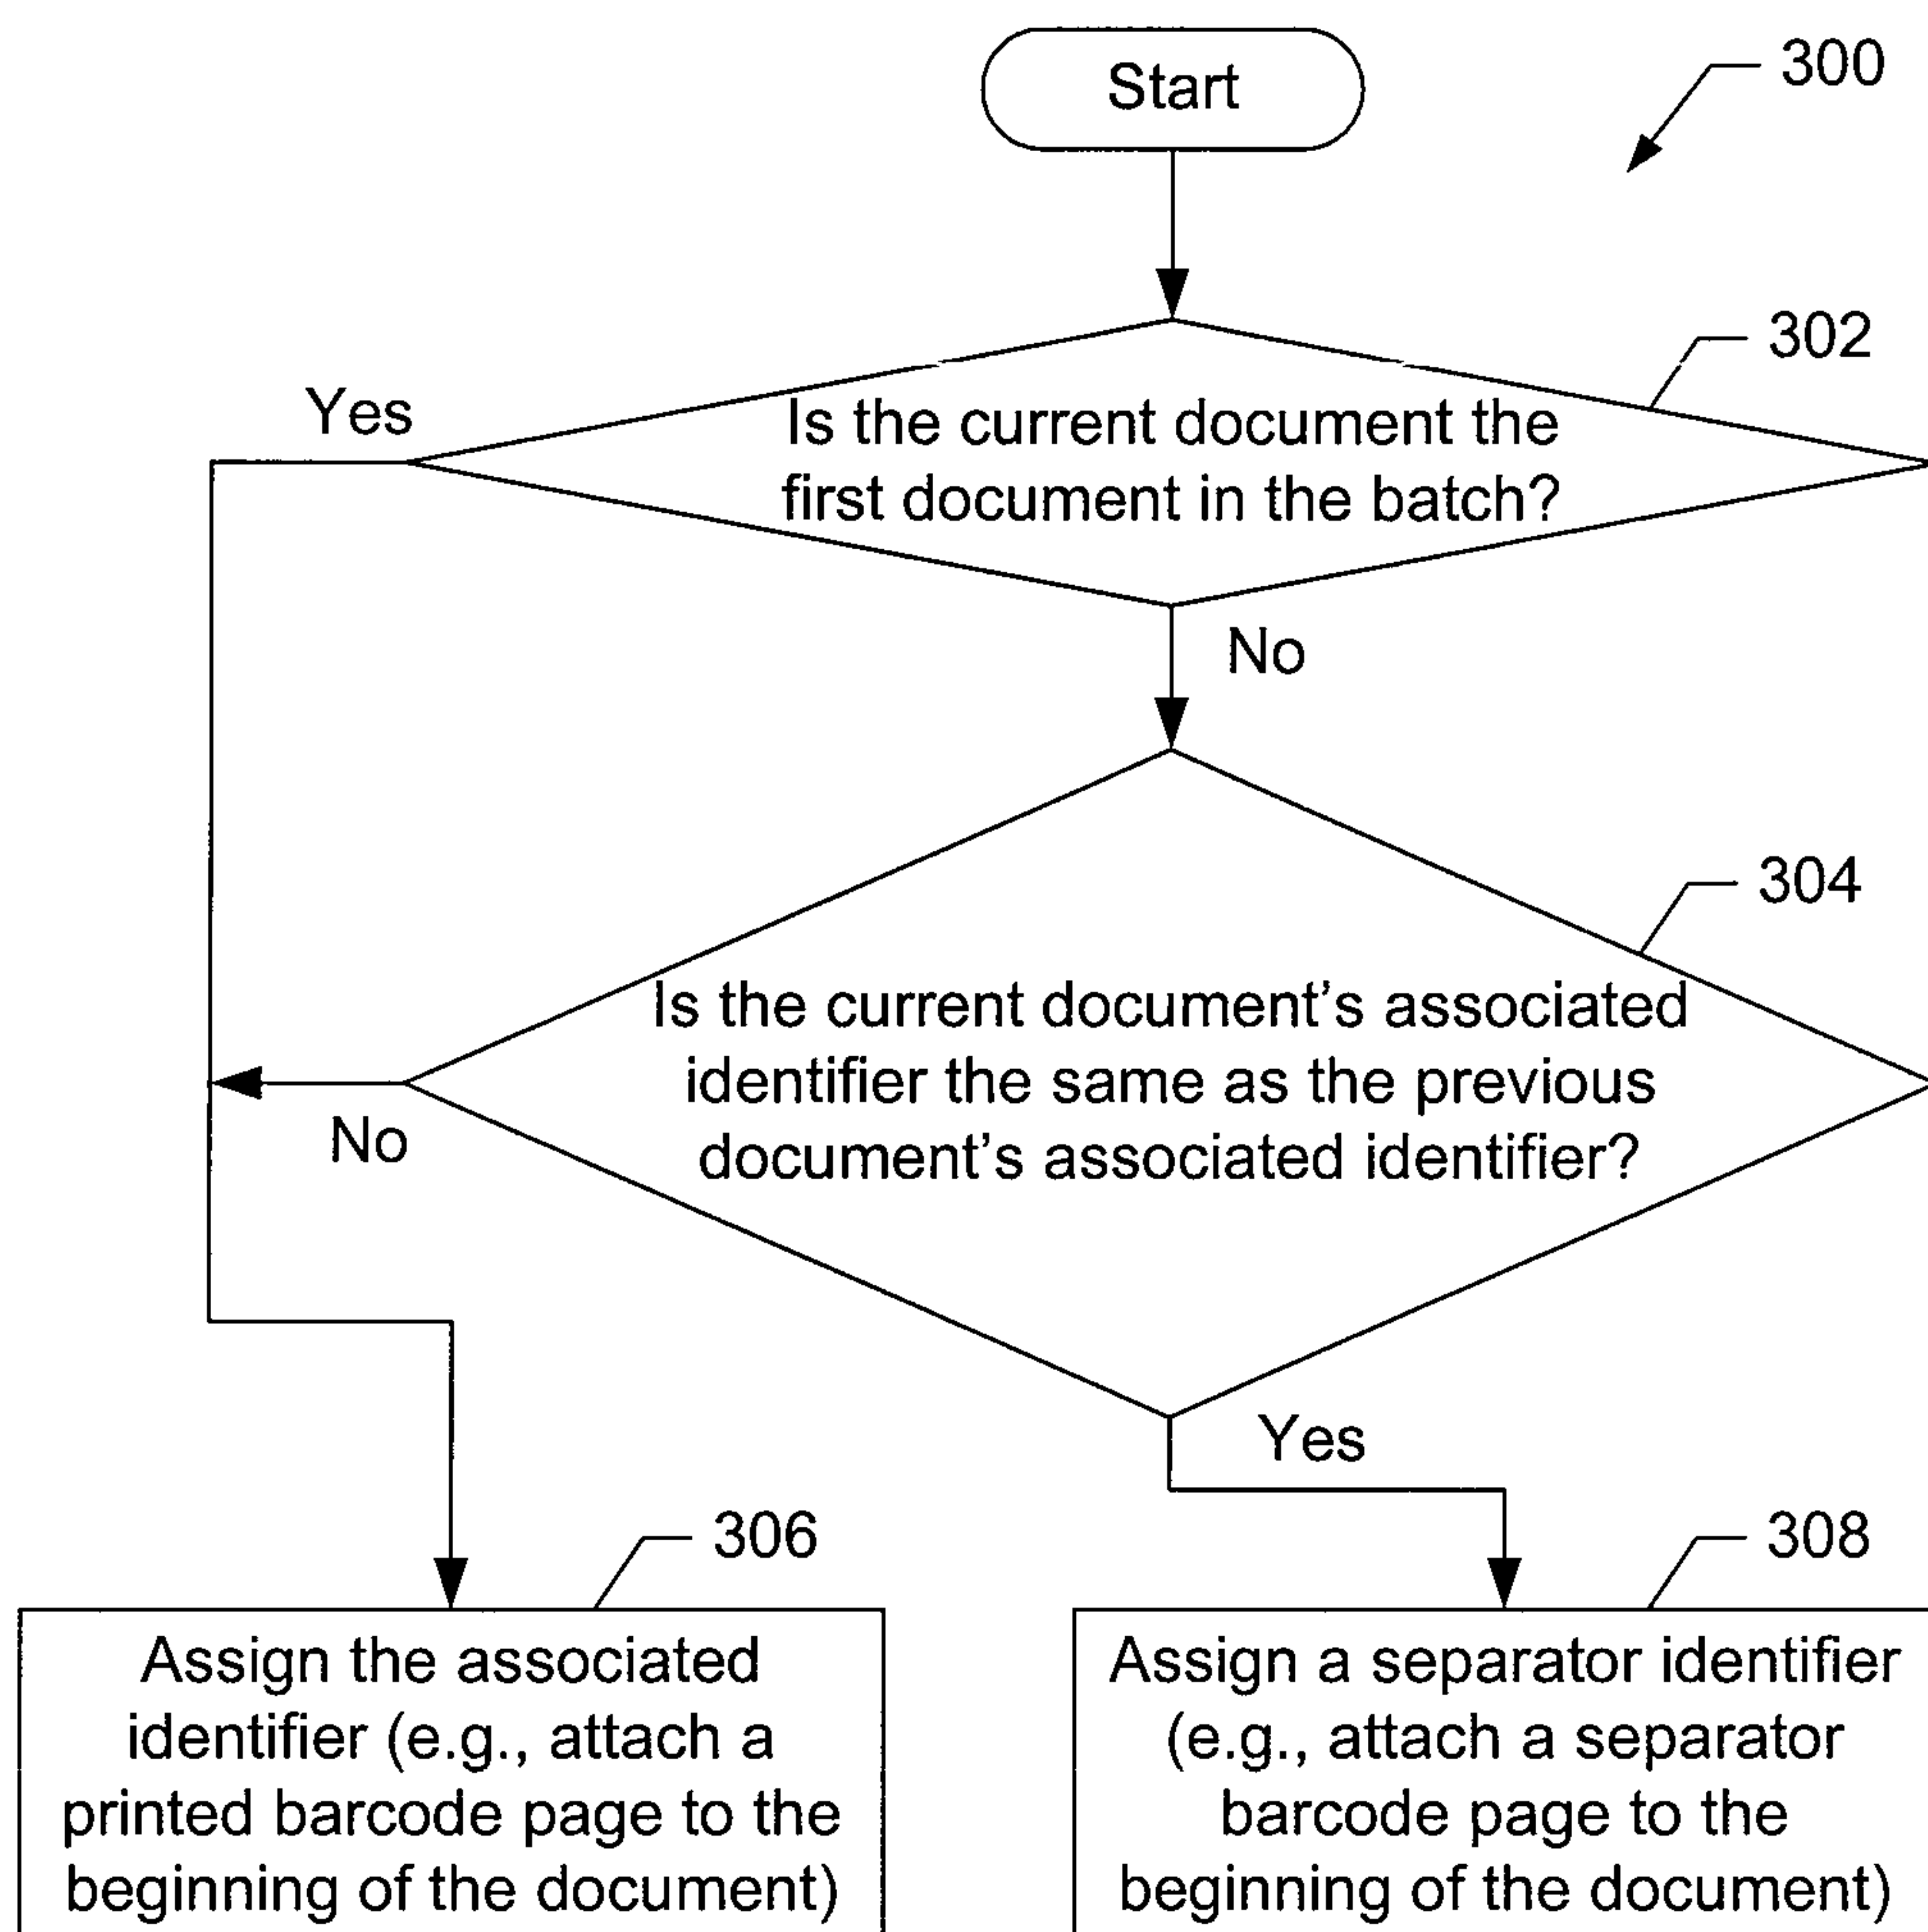 Start
300
302
Yes
Is the current document the
first document in the batch?
No
304
Is the current document’s associated
identifier the same as the previous
document’s associated identifier?
No
Yes
306
308
Assign the associated
identifier (e.g., attach a
printed barcode page to the
beginning of the document)
Assign a separator identifier
(e.g., attach a separator
barcode page to the
beginning of the document)